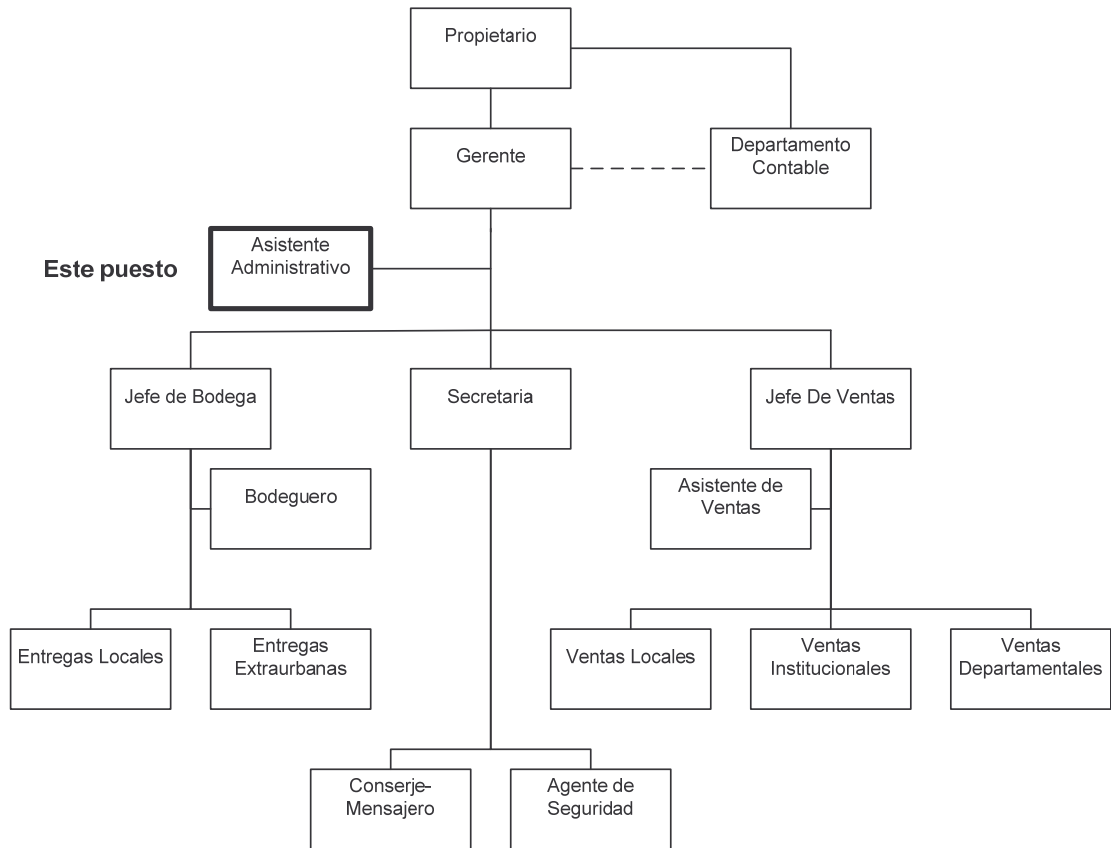 Propietario
Gerente
Departamento
Contable
Este puesto
Asistente
Administrativo
Jefe de Bodega
Secretaria
Jefe De Ventas
Bodeguero
Asistente de
Ventas
Entregas Locales
Entregas
Extraurbanas
Ventas Locales
Ventas
Institucionales
Ventas
Departamentales
Conserje–
Mensajero
Agente de
Seguridad